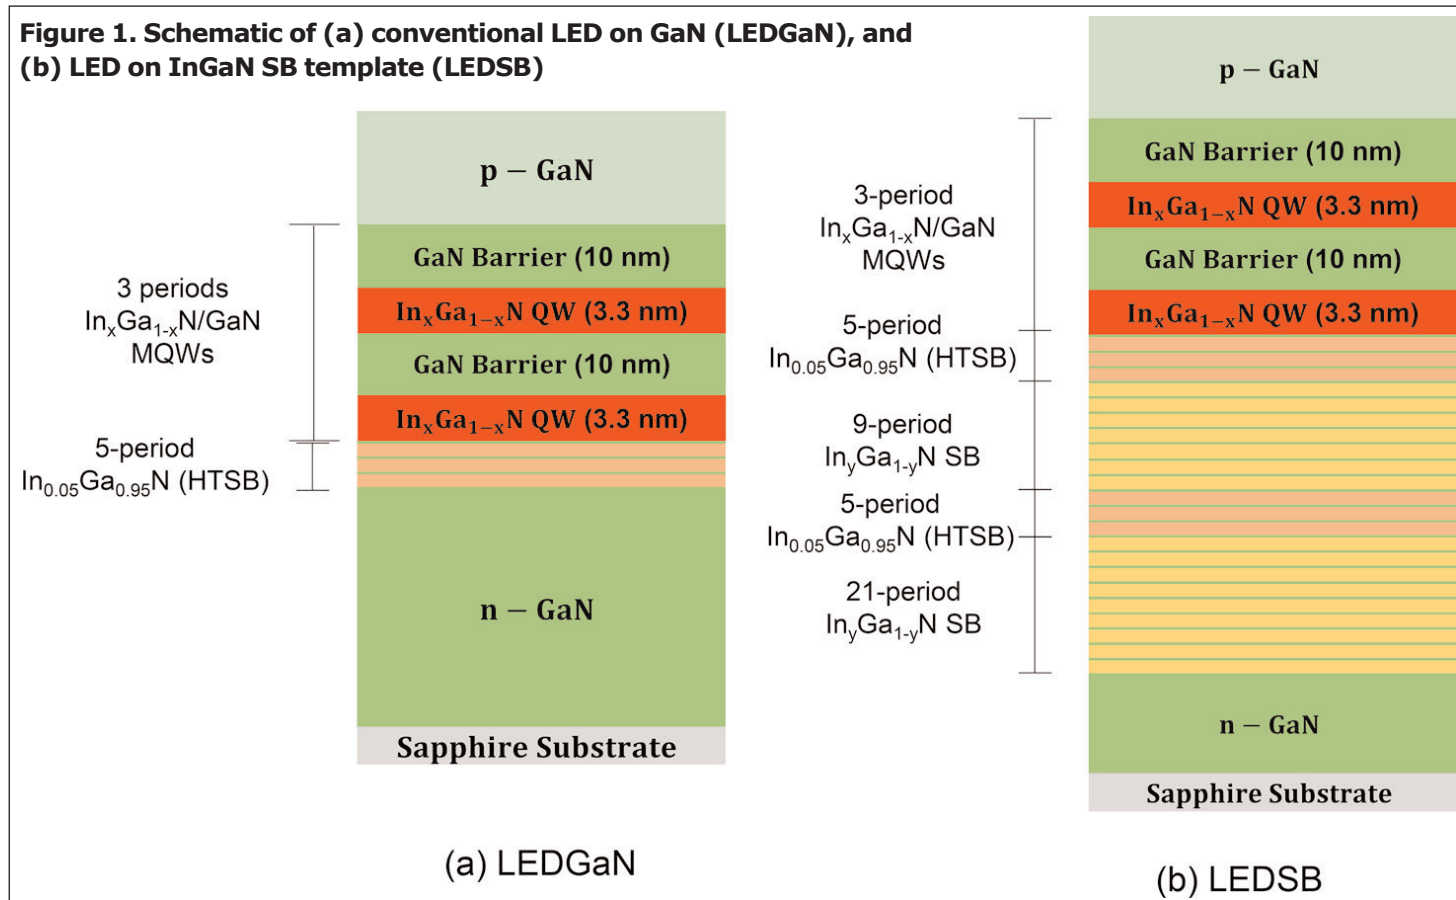 Figure 1. Schematic of (a) conventional LED on GaN (LEDGaN), and
(b) LED on InGaN SB template (LEDSB)
p − GaN
GaN Barrier (10 nm)
InₓGa₁₋ₓN QW (3.3 nm)
GaN Barrier (10 nm)
InₓGa₁₋ₓN QW (3.3 nm)
n − GaN
Sapphire Substrate
3 periods
InₓGa₁₋ₓN/GaN
MQWs
5-period
In₀.₀₅Ga₀.₉₅N (HTSB)
(a) LEDGaN
p − GaN
GaN Barrier (10 nm)
InₓGa₁₋ₓN QW (3.3 nm)
GaN Barrier (10 nm)
InₓGa₁₋ₓN QW (3.3 nm)
n − GaN
Sapphire Substrate
3-period
InₓGa₁₋ₓN/GaN
MQWs
5-period
In₀.₀₅Ga₀.₉₅N (HTSB)
9-period
In_yGa_{1-y}N SB
5-period
In₀.₀₅Ga₀.₉₅N (HTSB)
21-period
In_yGa_{1-y}N SB
(b) LEDSB